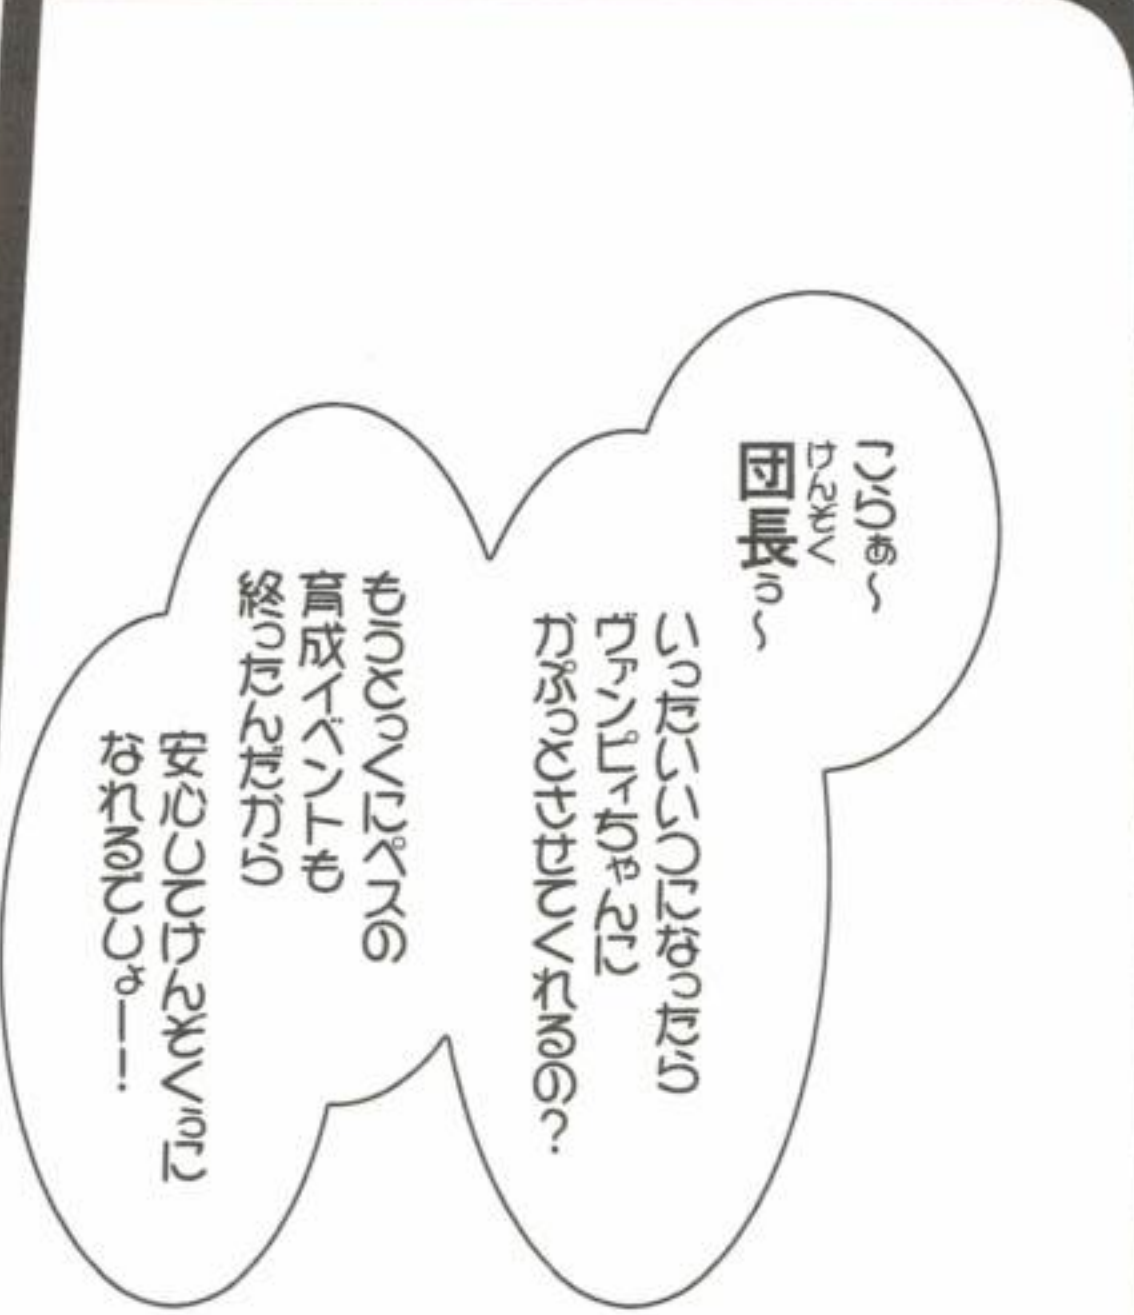 こらぁ～
けんぞく
団長ぅ～
いったいいつになったら
ヴァンピィちゃんに
かぷっとさせてくれるの？
もうとっくにベスの
育成イベントも
終ったんだから
安心してけんぞくぅに
なれるでしょーー！